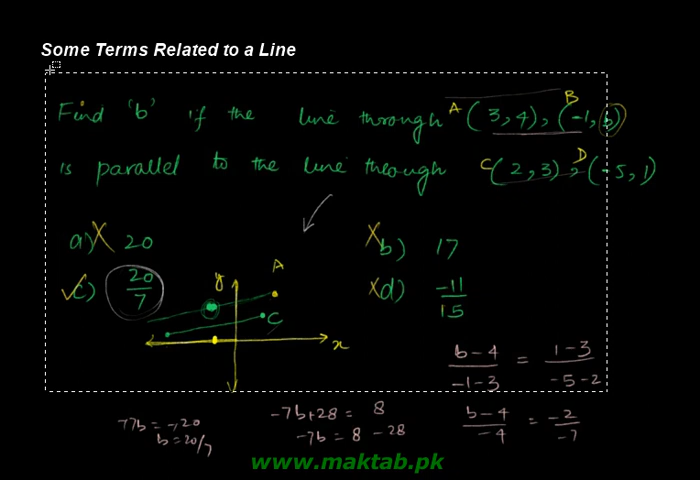 Some Terms Related to a Line
Find 'b' if the line through A(3,4), B(-1, b)
is parallel to the line through C(2,3), D(-5,1)
a) X 20
X b) 17
✓ c) 20/7
X d) -11/15
y
A
C
x
b-4/-1-3 = 1-3/-5-2
b-4/-4 = -2/-7
-7b+28 = 8
-7b = 8 -28
77b = -,20
b = 20/7
www.maktab.pk